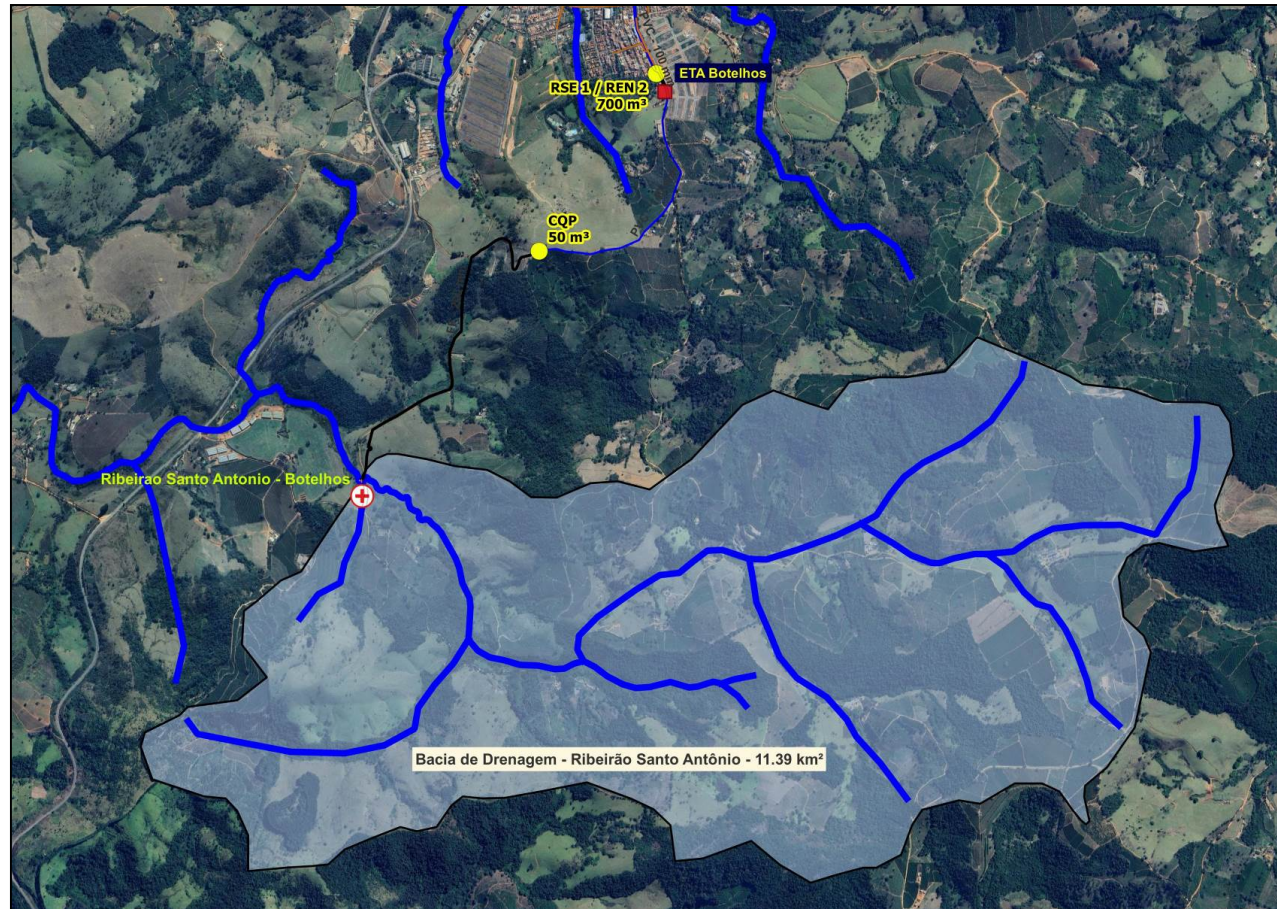 ETA Botelhos
RSE 1 / REN 2
700 m³
CQP
50 m³
Ribeirao Santo Antonio - Botelhos
Bacia de Drenagem - Ribeirão Santo Antônio - 11.39 km²